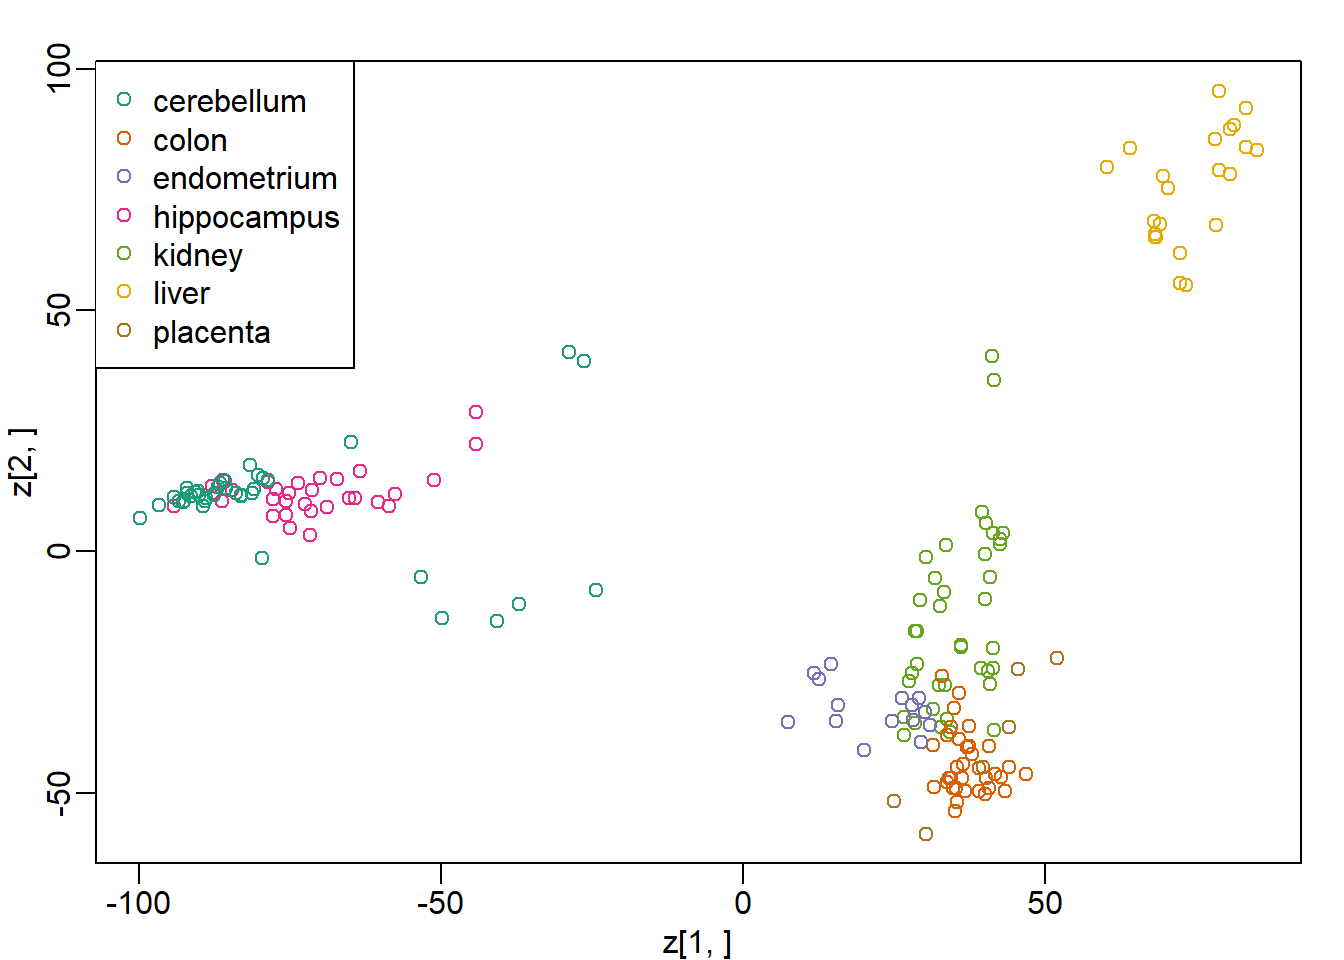 cerebellum
colon
endometrium
hippocampus
kidney
liver
placenta
100
50
0
-50
z[2, ]
-100
-50
0
50
z[1, ]